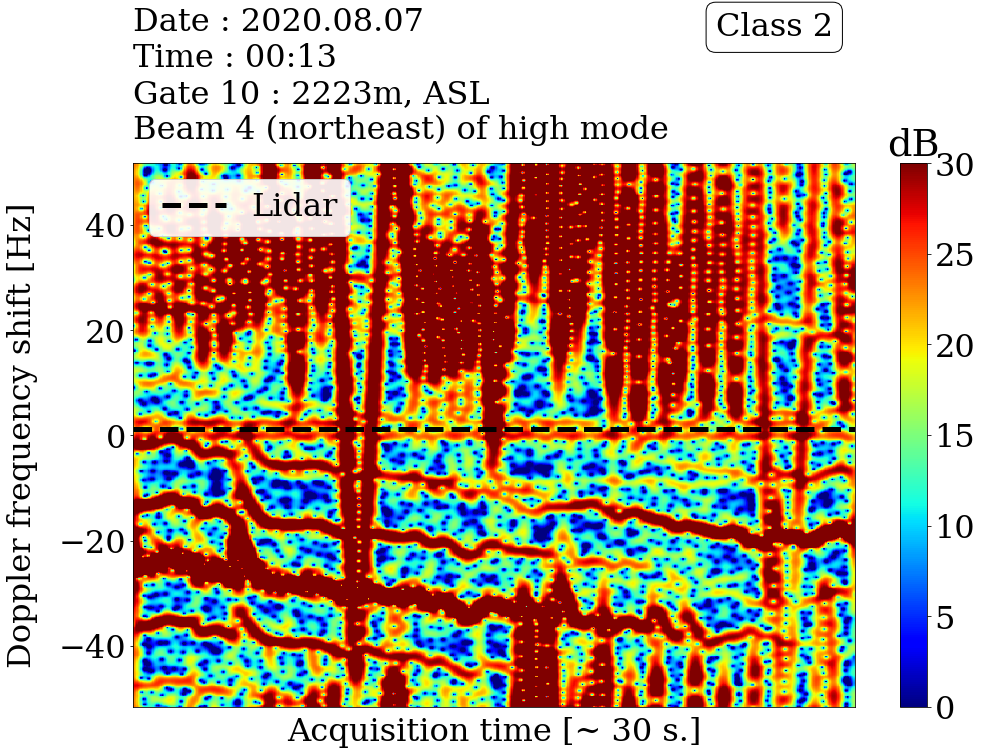 Date : 2020.08.07
Class 2
Time : 00:13
Gate 10 : 2223m, ASL
Beam 4 (northeast) of high mode
dB
Lidar
40
20
0
−20
−40
Doppler frequency shift [Hz]
Acquisition time [~ 30 s.]
30
25
20
15
10
5
0